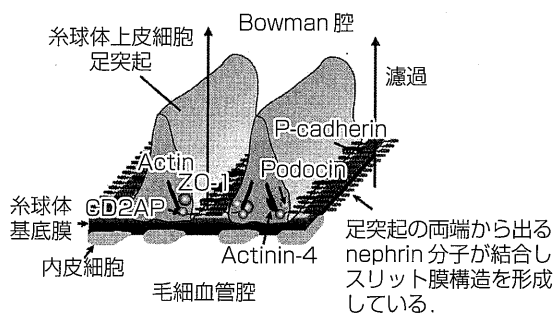 Bowman 腔
糸球体上皮細胞
足突起
濾過
P-cadherin
Actin
Podocin
ZO-1
CD2AP
糸球体
基底膜
Actinin-4
内皮細胞
毛細血管腔
足突起の両端から出る
nephrin 分子が結合し
スリット膜構造を形成
している.